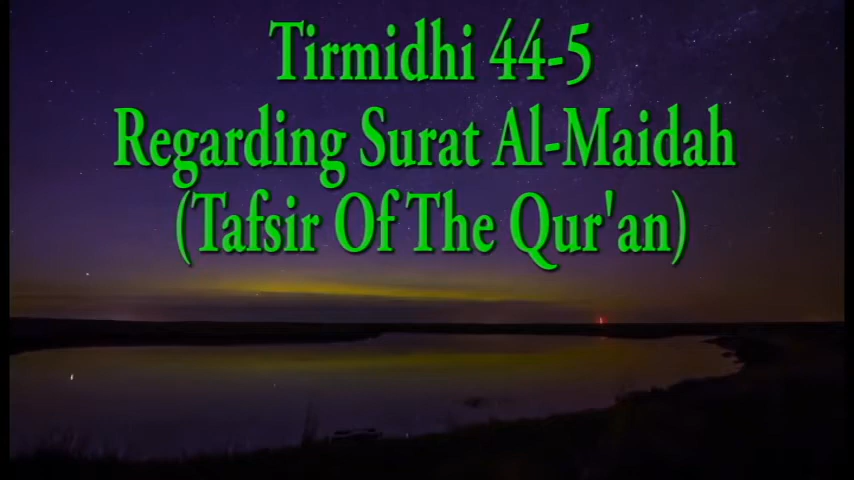 Tirmidhi 44-5
Regarding Surat Al-Maidah
(Tafsir Of The Qur'an)